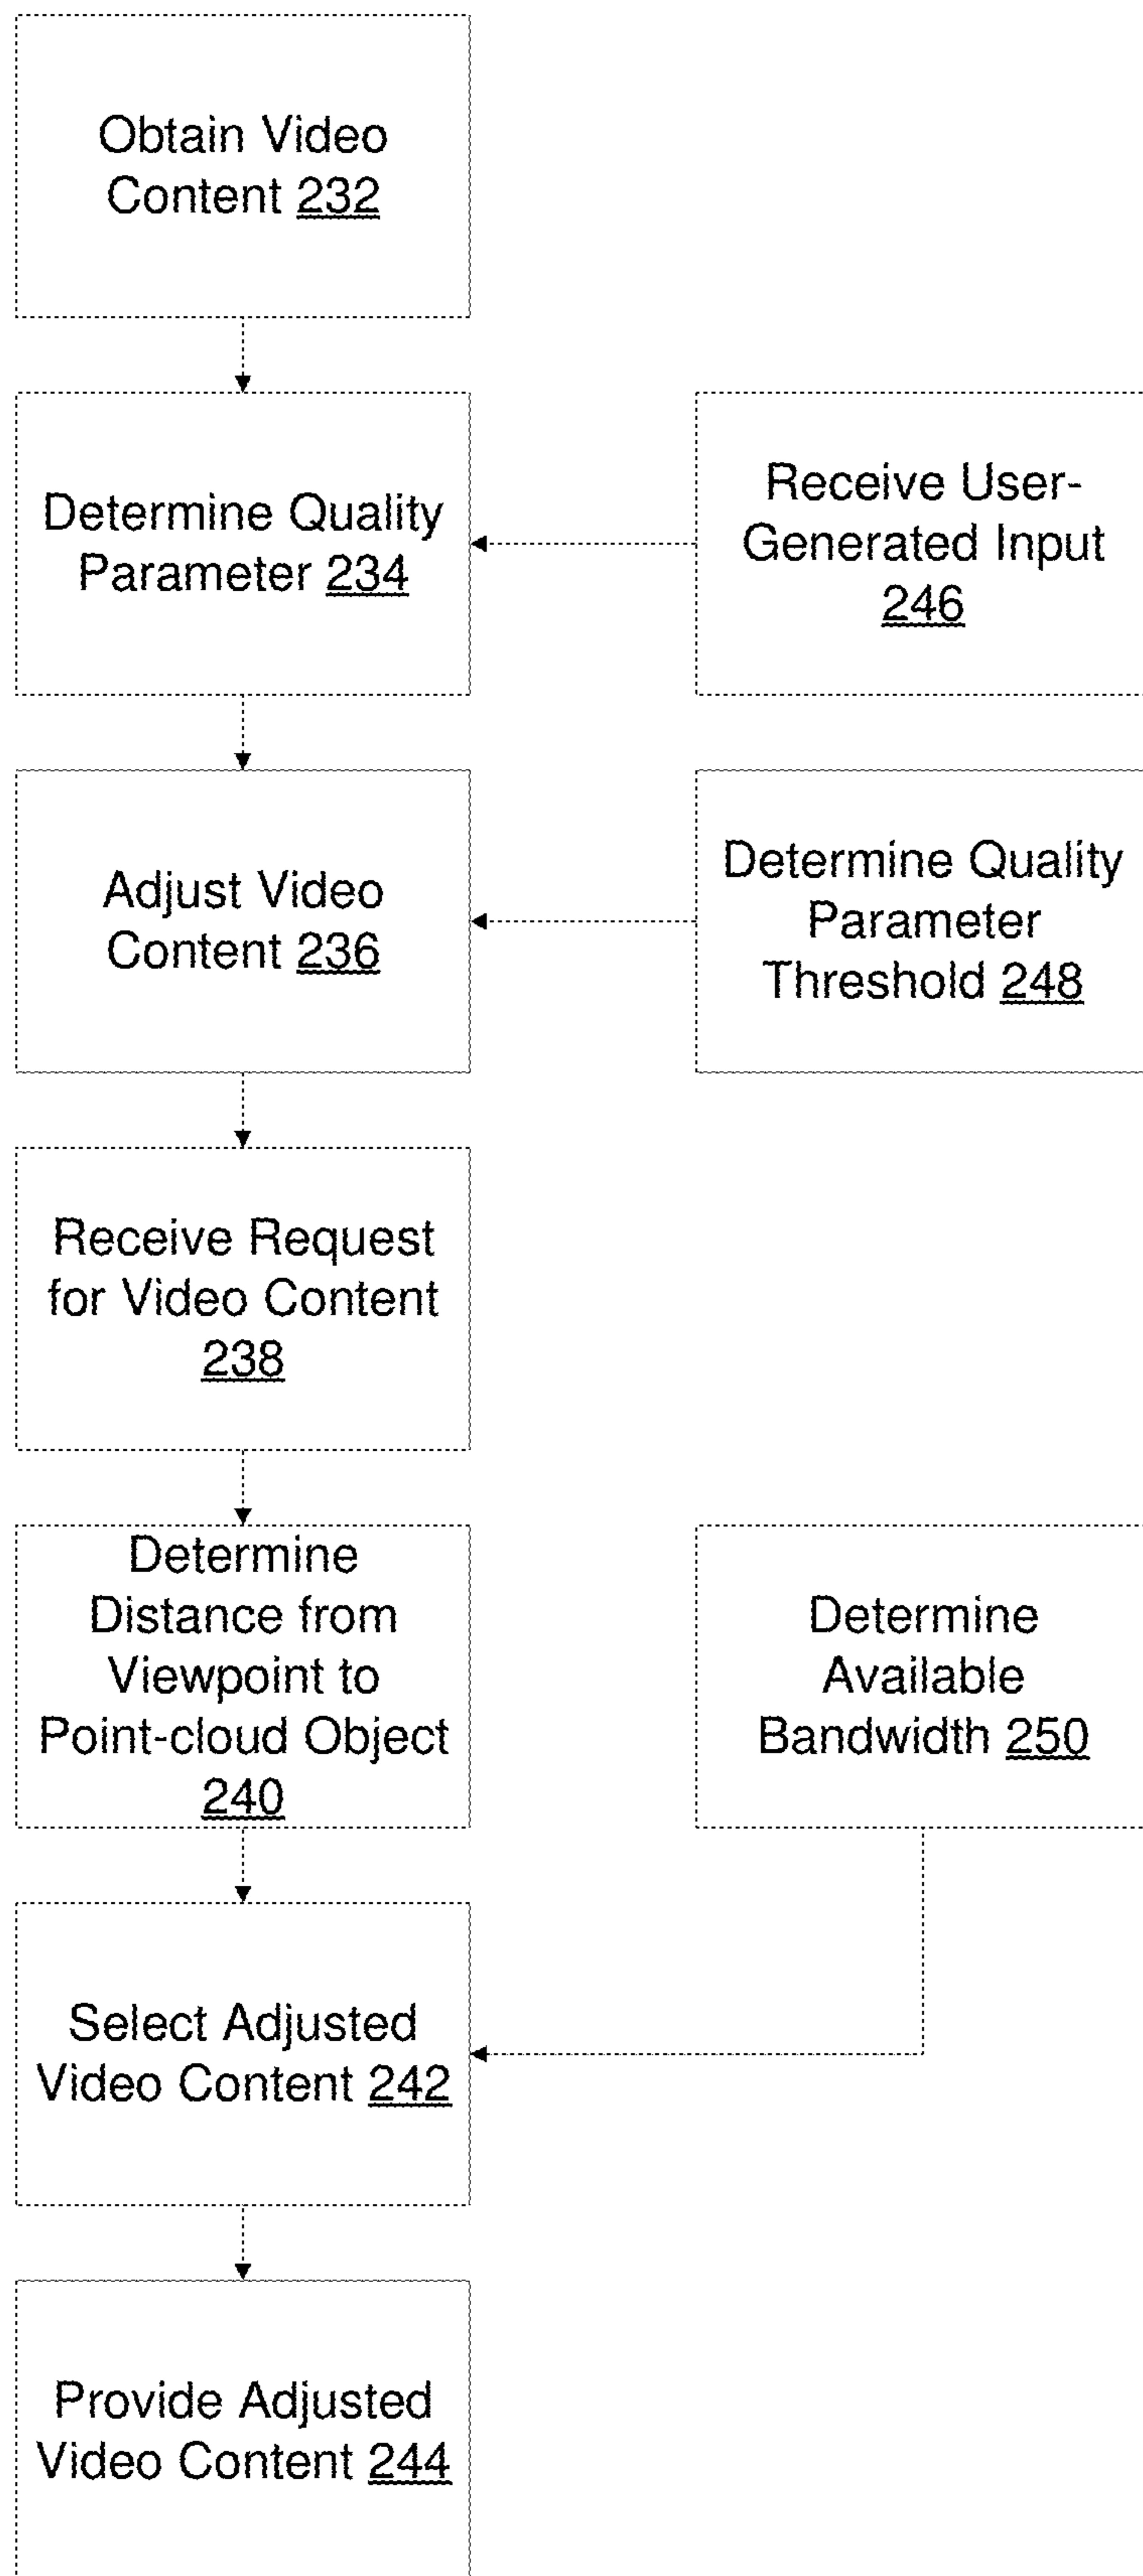 Obtain Video
Content 232
Determine Quality
Parameter 234
Receive User-
Generated Input
246
Adjust Video
Content 236
Determine Quality
Parameter
Threshold 248
Receive Request
for Video Content
238
Determine
Distance from
Viewpoint to
Point-cloud Object
240
Determine
Available
Bandwidth 250
Select Adjusted
Video Content 242
Provide Adjusted
Video Content 244